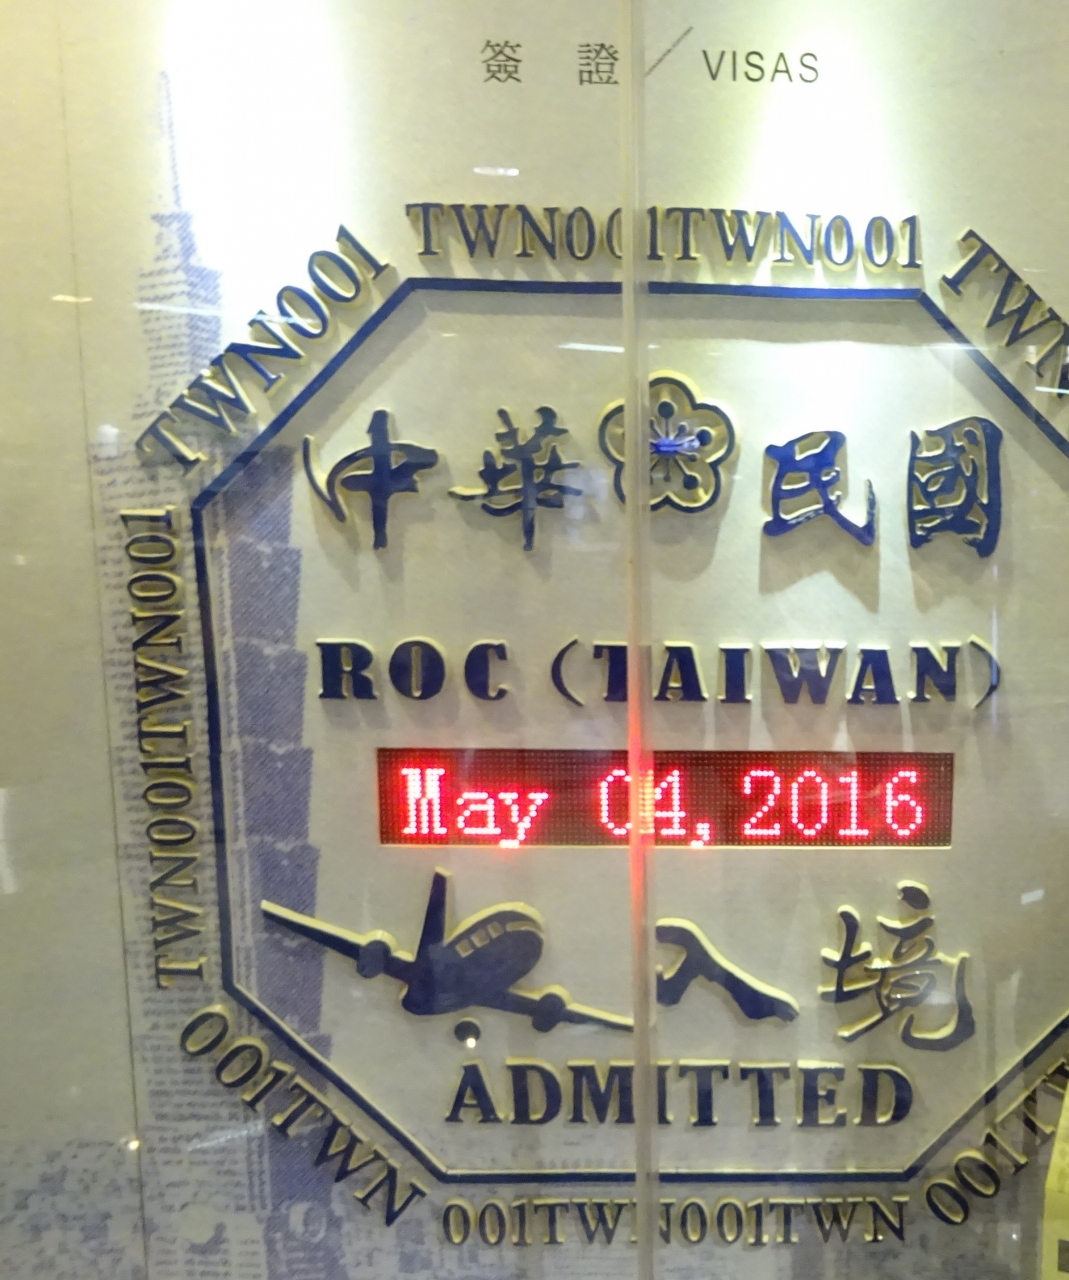 簽 證 / VISAS
TWN001TWN001
TWN001
TWN
TWN001TWN001
中華民國
ROC (TAIWAN)
May 04, 2016
入境
ADMITTED
001TWN
001TWN001TWN
001T